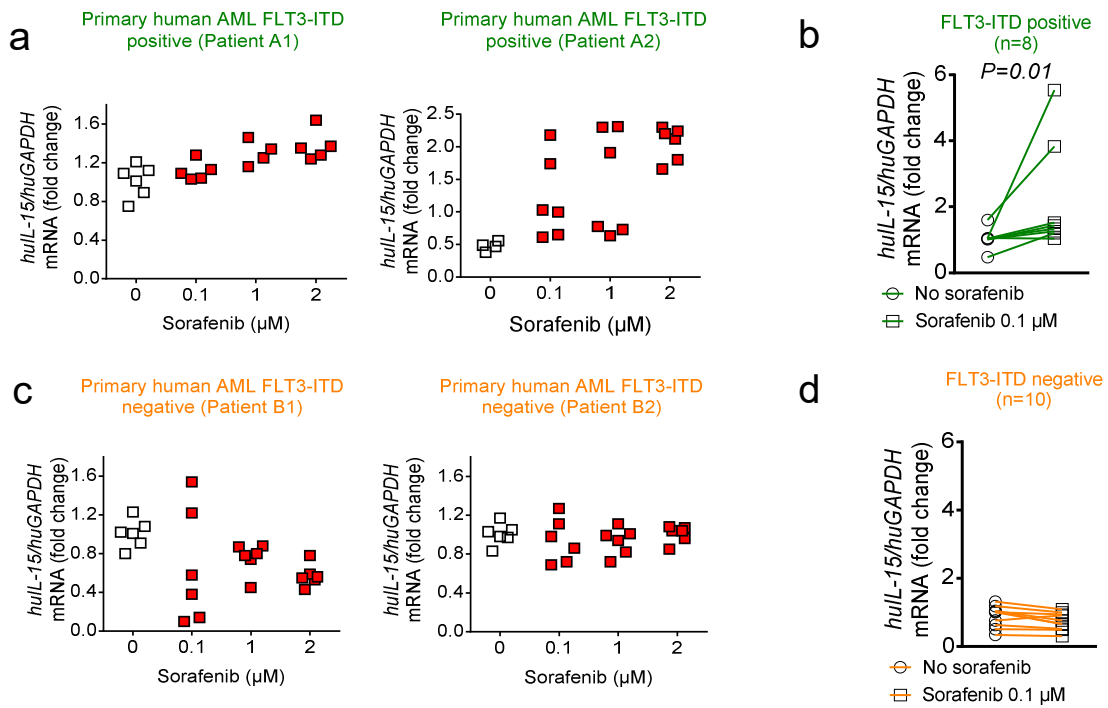 a
Primary human AML FLT3-ITD
positive (Patient A1)
huIL-15/huGAPDH
mRNA (fold change)
1.6
1.2
0.8
0.4
0.0
0
0.1
1
2
Sorafenib (µM)
Primary human AML FLT3-ITD
positive (Patient A2)
huIL-15/huGAPDH
mRNA (fold change)
2.5
2.0
1.5
1.0
0.5
0.0
0
0.1
1
2
Sorafenib (µM)
b
FLT3-ITD positive
(n=8)
P=0.01
huIL-15/huGAPDH
mRNA (fold change)
6
4
2
0
No sorafenib
Sorafenib 0.1 µM
c
Primary human AML FLT3-ITD
negative (Patient B1)
huIL-15/huGAPDH
mRNA (fold change)
1.6
1.2
0.8
0.4
0.0
0
0.1
1
2
Sorafenib (µM)
Primary human AML FLT3-ITD
negative (Patient B2)
huIL-15/huGAPDH
mRNA (fold change)
1.6
1.2
0.8
0.4
0.0
0
0.1
1
2
Sorafenib (µM)
d
FLT3-ITD negative
(n=10)
huIL-15/huGAPDH
mRNA (fold change)
6
4
2
0
No sorafenib
Sorafenib 0.1 µM